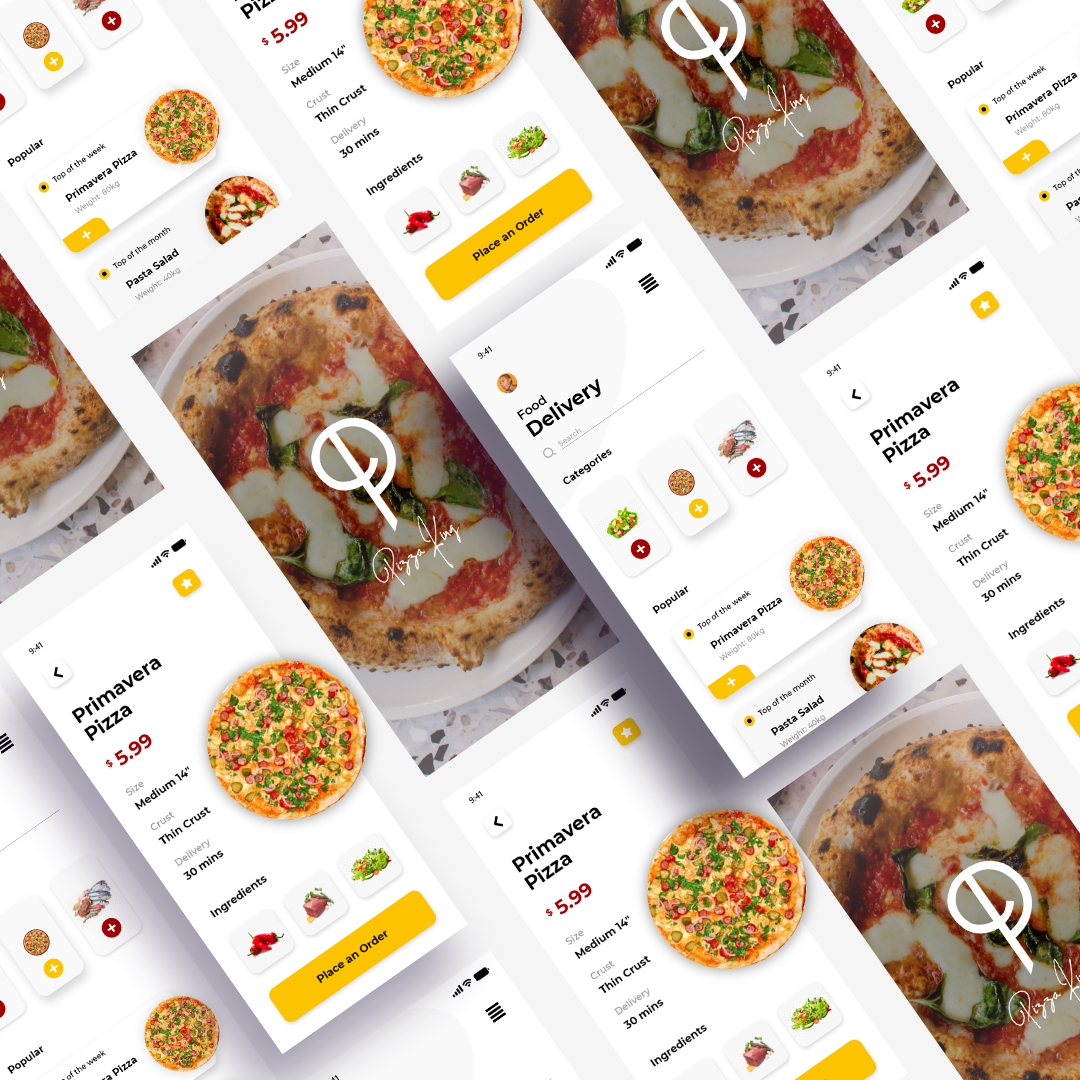 Popular
Top of the week
Primavera Pizza
Weight: 80kg
Top of the month
Pasta Salad
Weight: 40kg
Pizza
$ 5.99
Size
Medium 14"
Crust
Thin Crust
Delivery
30 mins
Ingredients
Place an Order
Pizza King
Popular
Top of the week
Primavera Pizza
Weight: 80kg
Top of the
Pizza King
9:41
Food
Delivery
Search
Categories
Popular
Top of the week
Primavera Pizza
Weight: 80kg
Top of the month
Pasta Salad
Weight: 40kg
9:41
Primavera
Pizza
$ 5.99
Size
Medium 14"
Crust
Thin Crust
Delivery
30 mins
Ingredients
9:41
Primavera
Pizza
$ 5.99
Size
Medium 14"
Crust
Thin Crust
Delivery
30 mins
Ingredients
Place an Order
9:41
Primavera
Pizza
$ 5.99
Size
Medium 14"
Crust
Thin Crust
Delivery
30 mins
Ingredients
Pizza King
Popular
of the week
Pizza
9:41